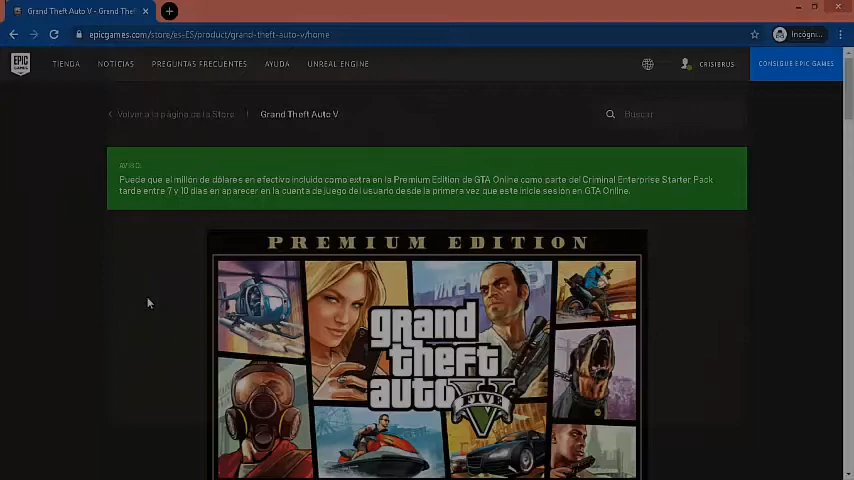 Grand Theft Auto V - Grand Thef
epicgames.com/store/es-ES/product/grand-theft-auto-v/home
Incógni...
EPIC GAMES
TIENDA
NOTICIAS
PREGUNTAS FRECUENTES
AYUDA
UNREAL ENGINE
CRISIBRUS
CONSIGUE EPIC GAMES
Volver a la página de la Store
Grand Theft Auto V
Buscar
AVISO:
Puede que el millón de dólares en efectivo incluido como extra en la Premium Edition de GTA Online como parte del Criminal Enterprise Starter Pack
tarde entre 7 y 10 días en aparecer en la cuenta de juego del usuario desde la primera vez que este inicie sesión en GTA Online.
PREMIUM EDITION
grand
theft
auto V
FIVE